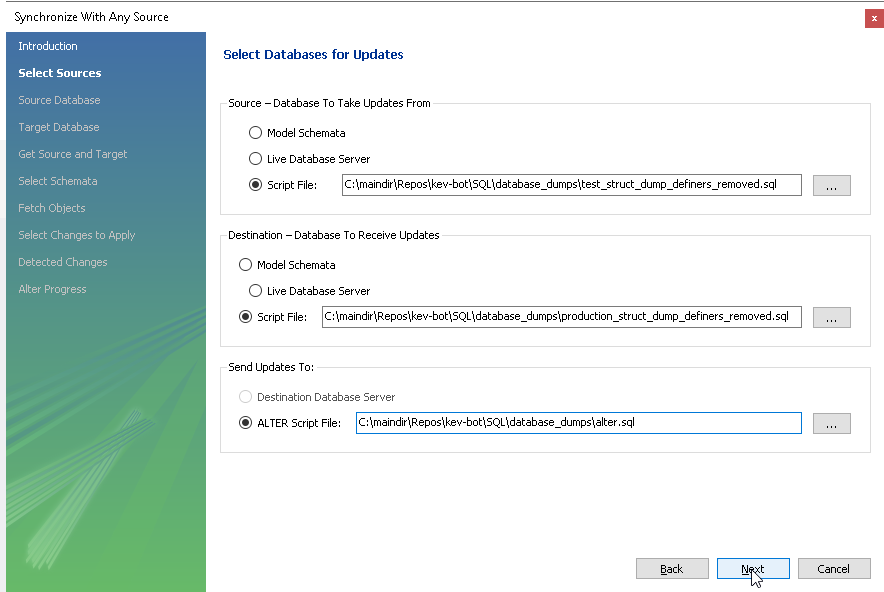 Synchronize With Any Source
x
Introduction
Select Sources
Source Database
Target Database
Get Source and Target
Select Schemata
Fetch Objects
Select Changes to Apply
Detected Changes
Alter Progress
Select Databases for Updates
Source – Database To Take Updates From
Model Schemata
Live Database Server
Script File: C:\maindir\Repos\kev-bot\SQL\database_dumps\test_struct_dump_definers_removed.sql ...
Destination – Database To Receive Updates
Model Schemata
Live Database Server
Script File: C:\maindir\Repos\kev-bot\SQL\database_dumps\production_struct_dump_definers_removed.sql ...
Send Updates To:
Destination Database Server
ALTER Script File: C:\maindir\Repos\kev-bot\SQL\database_dumps\alter.sql ...
Back Next Cancel